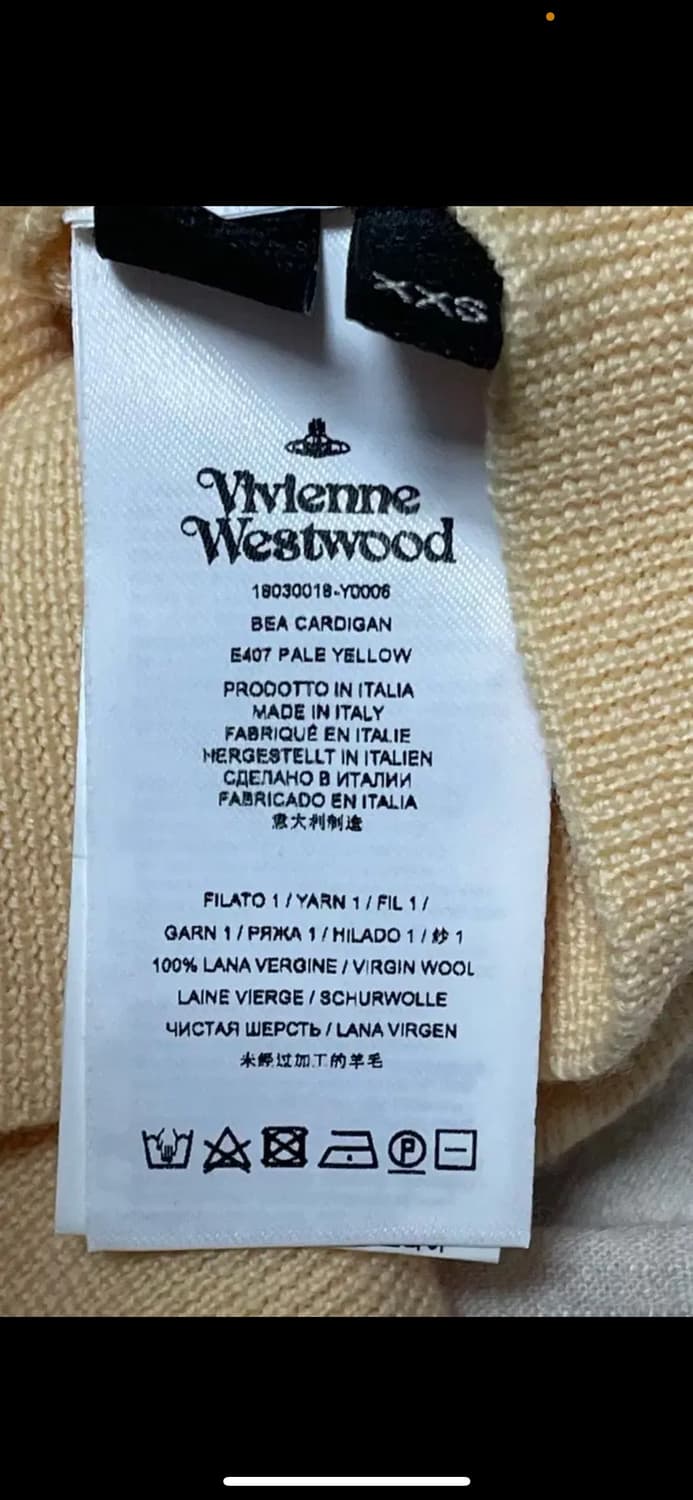 XXS
Vivienne
Westwood
18030018-Y0006
BEA CARDIGAN
E407 PALE YELLOW
PRODOTTO IN ITALIA
MADE IN ITALY
FABRIQUÉ EN ITALIE
HERGESTELLT IN ITALIEN
СДЕЛАНО В ИТАЛИИ
FABRICADO EN ITALIA
意大利制造
FILATO 1 / YARN 1 / FIL 1 /
GARN 1 / PЯЖA 1 / HILADO 1 / 纱 1
100% LANA VERGINE / VIRGIN WOOL
LAINE VIERGE / SCHURWOLLE
ЧИСТАЯ ШЕРСТЬ / LANA VIRGEN
未经过加工的羊毛
P